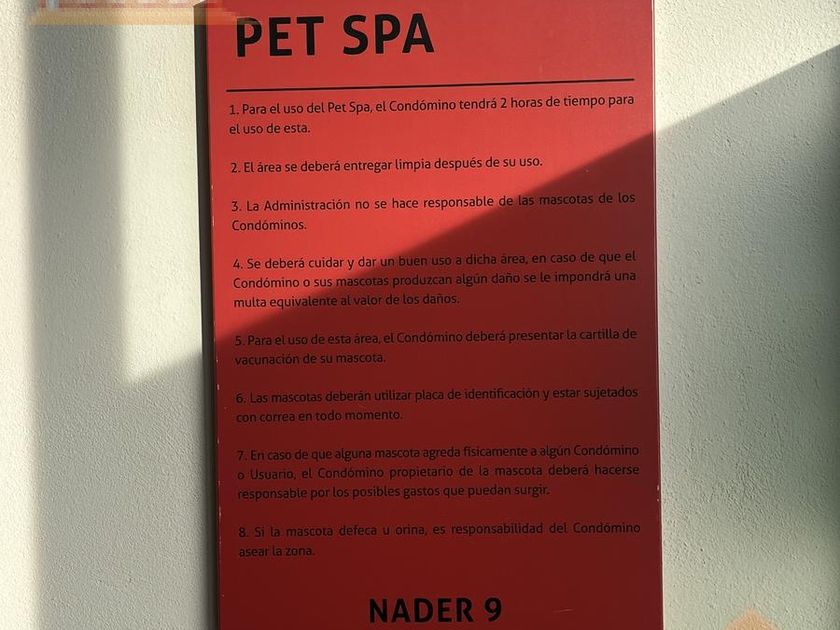 PET SPA
1. Para el uso del Pet Spa, el Condómino tendrá 2 horas de tiempo para
el uso de esta.
2. El área se deberá entregar limpia después de su uso.
3. La Administración no se hace responsable de las mascotas de los
Condóminos.
4. Se deberá cuidar y dar un buen uso a dicha área, en caso de que el
Condómino o sus mascotas produzcan algún daño se le impondrá una
multa equivalente al valor de los daños.
5. Para el uso de esta área, el Condómino deberá presentar la cartilla de
vacunación de su mascota.
6. Las mascotas deberán utilizar placa de identificación y estar sujetados
con correa en todo momento.
7. En caso de que alguna mascota agreda físicamente a algún Condómino
o Usuario, el Condómino propietario de la mascota deberá hacerse
responsable por los posibles gastos que puedan surgir.
8. Si la mascota defeca u orina, es responsabilidad del Condómino
asear la zona.
NADER 9